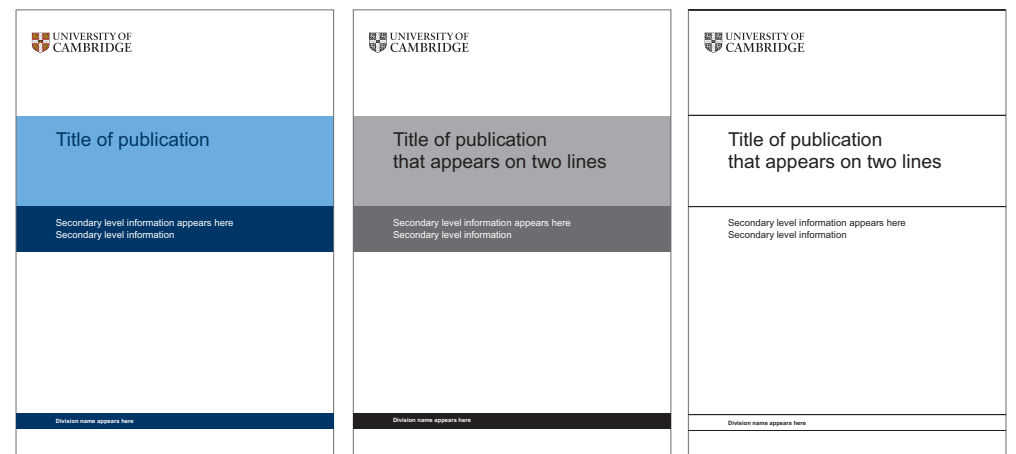 UNIVERSITY OF
CAMBRIDGE
Title of publication
Secondary level information appears here
Secondary level information
Division name appears here
UNIVERSITY OF
CAMBRIDGE
Title of publication
that appears on two lines
Secondary level information appears here
Secondary level information
Division name appears here
UNIVERSITY OF
CAMBRIDGE
Title of publication
that appears on two lines
Secondary level information appears here
Secondary level information
Division name appears here